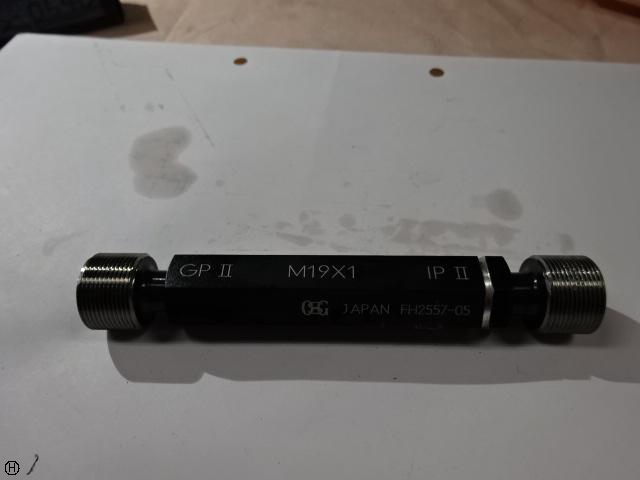 GP II M19X1 IP II
OSG JAPAN FH2557-05
H